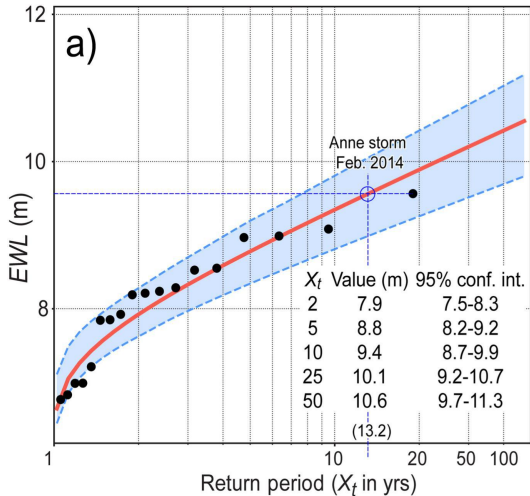 12
a)
Anne storm
Feb. 2014
10
EWL (m)
X_t Value (m) 95% conf. int.
2 7.9 7.5-8.3
8
5 8.8 8.2-9.2
10 9.4 8.7-9.9
25 10.1 9.2-10.7
50 10.6 9.7-11.3
(13.2)
1 10 20 50 100
Return period (X_t in yrs)